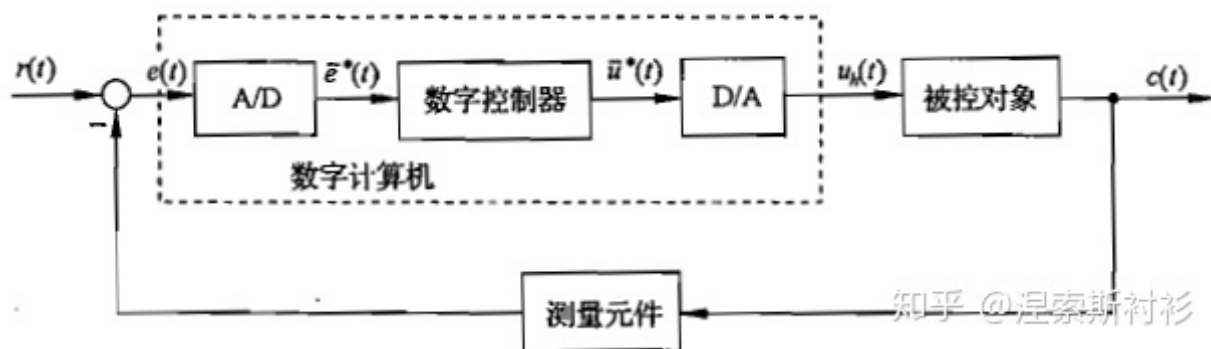 r(t)
e(t)
A/D
ē*(t)
数字控制器
ū*(t)
D/A
u_h(t)
被控对象
c(t)
−
数字计算机
测量元件
知乎 @涅索斯衬衫